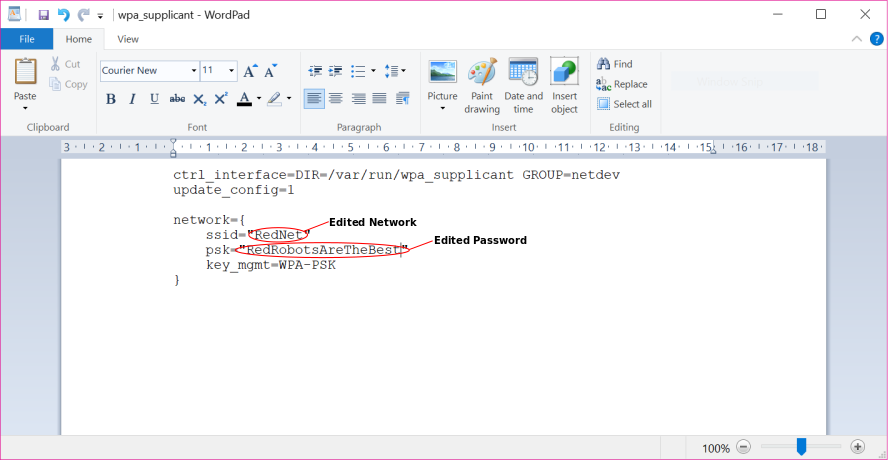 wpa_supplicant - WordPad
File Home View
Paste
Cut
Copy
Clipboard
Courier New 11
B I U abc X₂ X² A
Font
Paragraph
Picture
Paint drawing
Date and time
Insert object
Insert
Find
Replace
Select all
Editing
3 2 1 1 2 3 4 5 6 7 8 9 10 11 12 13 14 15 16 17 18
ctrl_interface=DIR=/var/run/wpa_supplicant GROUP=netdev
update_config=1
network={
ssid="RedNet"
Edited Network
psk="RedRobotsAreTheBest"
Edited Password
key_mgmt=WPA-PSK
}
100%